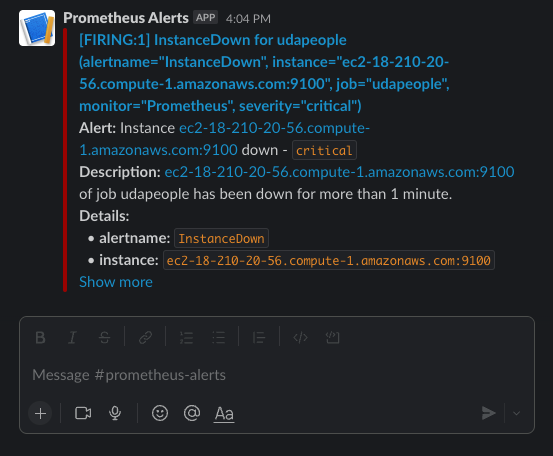 Prometheus Alerts APP 4:04 PM
[FIRING:1] InstanceDown for udapeople
(alertname="InstanceDown", instance="ec2-18-210-20-
56.compute-1.amazonaws.com:9100", job="udapeople",
monitor="Prometheus", severity="critical")
Alert: Instance ec2-18-210-20-56.compute-
1.amazonaws.com:9100 down - critical
Description: ec2-18-210-20-56.compute-1.amazonaws.com:9100
of job udapeople has been down for more than 1 minute.
Details:
• alertname: InstanceDown
• instance: ec2-18-210-20-56.compute-1.amazonaws.com:9100
Show more
Message #prometheus-alerts